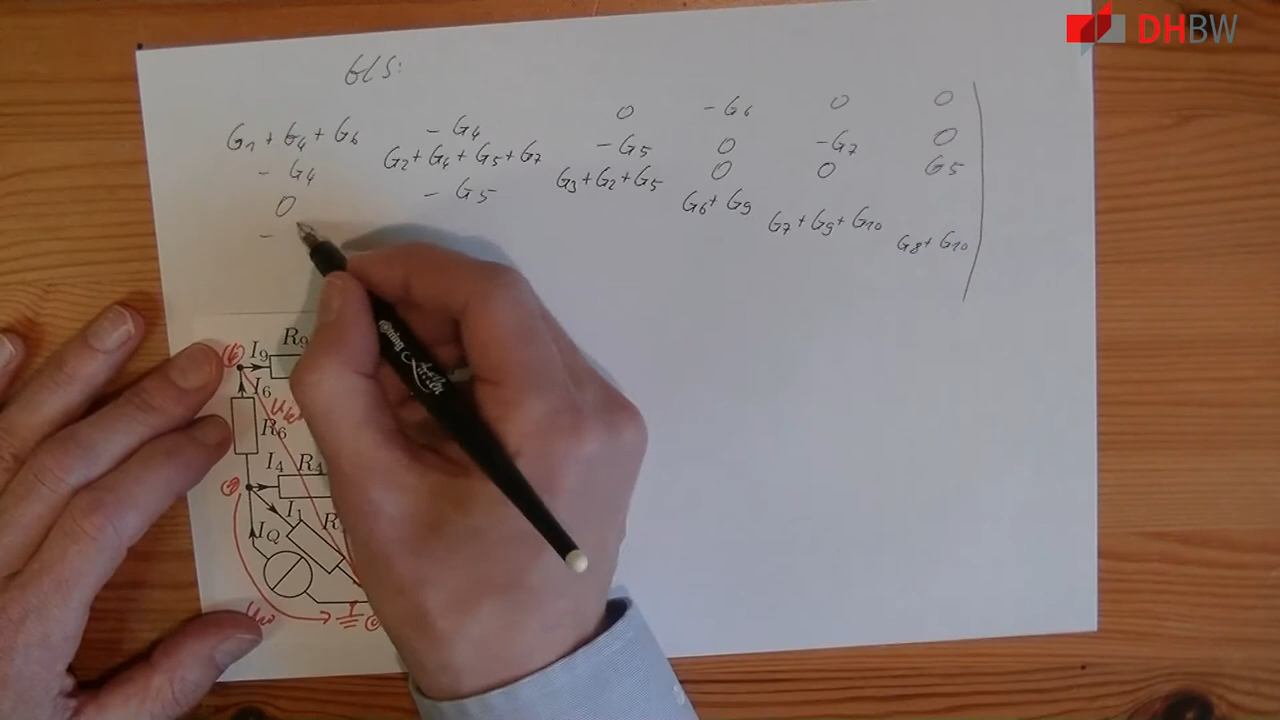 DHBW
GLS:
G1 + G4 + G6 - G4 0 - G6 0 0
- G4 G2 + G4 + G5 + G7 - G5 0 - G7 0
0 - G5 G3 + G2 + G5 0 0 G5
- G6 + G9
G7 + G9 + G10
G8 + G10
I9 R9
I6
R6
I4 R4
I1
IQ